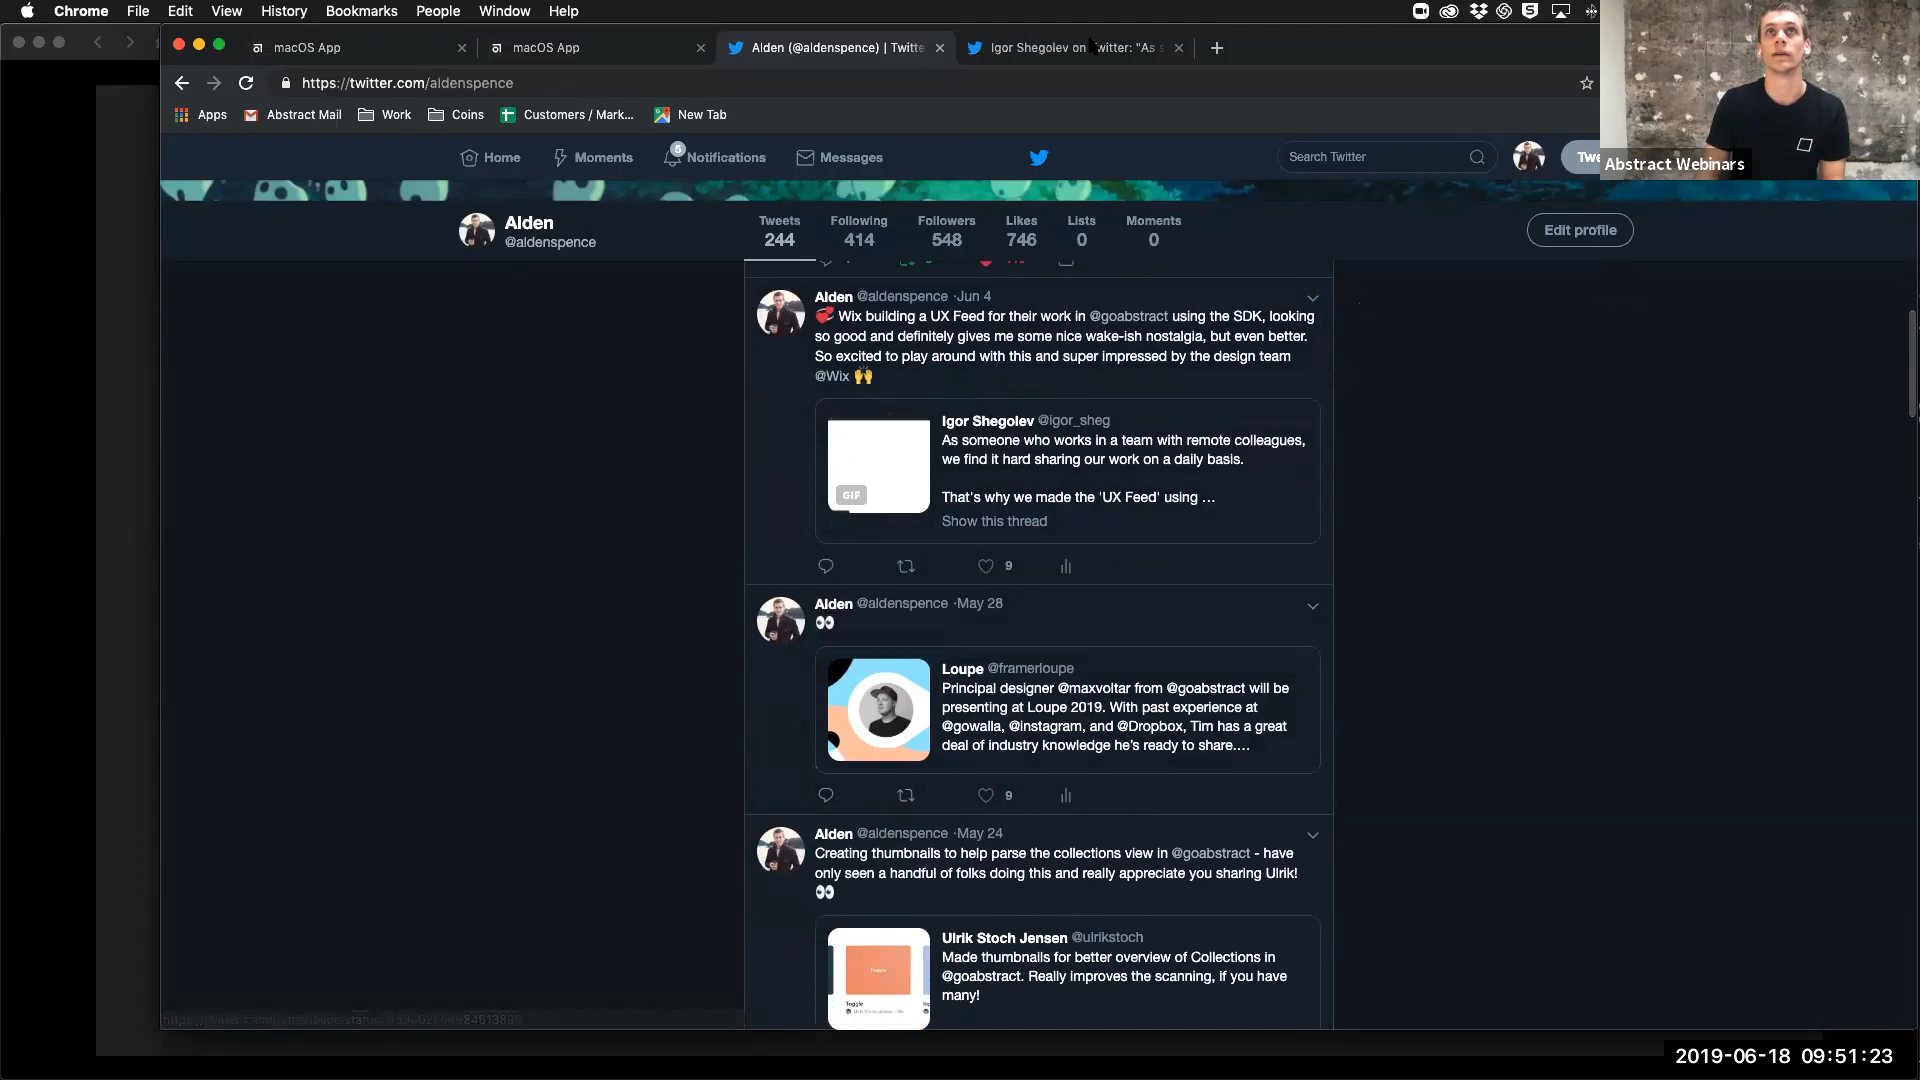 Chrome File Edit View History Bookmarks People Window Help
macOS App
macOS App
Alden (@aldenspence) | Twitte
Igor Shegolev on Twitter: "As s
https://twitter.com/aldenspence
Apps Abstract Mail Work Coins Customers / Mark... New Tab
Home Moments 5 Notifications Messages Search Twitter Twe
Abstract Webinars
Alden
@aldenspence
Tweets 244
Following 414
Followers 548
Likes 746
Lists 0
Moments 0
Edit profile
Alden @aldenspence · Jun 4
💞 Wix building a UX Feed for their work in @goabstract using the SDK, looking
so good and definitely gives me some nice wake-ish nostalgia, but even better.
So excited to play around with this and super impressed by the design team
@Wix 🙌
Igor Shegolev @igor_sheg
As someone who works in a team with remote colleagues,
we find it hard sharing our work on a daily basis.
That's why we made the 'UX Feed' using ...
Show this thread
GIF
9
Alden @aldenspence · May 28
👀
Loupe @framerloupe
Principal designer @maxvoltar from @goabstract will be
presenting at Loupe 2019. With past experience at
@gowalla, @instagram, and @Dropbox, Tim has a great
deal of industry knowledge he's ready to share....
9
Alden @aldenspence · May 24
Creating thumbnails to help parse the collections view in @goabstract - have
only seen a handful of folks doing this and really appreciate you sharing Ulrik!
👀
Ulrik Stoch Jensen @ulrikstoch
Made thumbnails for better overview of Collections in
@goabstract. Really improves the scanning, if you have
many!
Toggle
2019-06-18 09:51:23